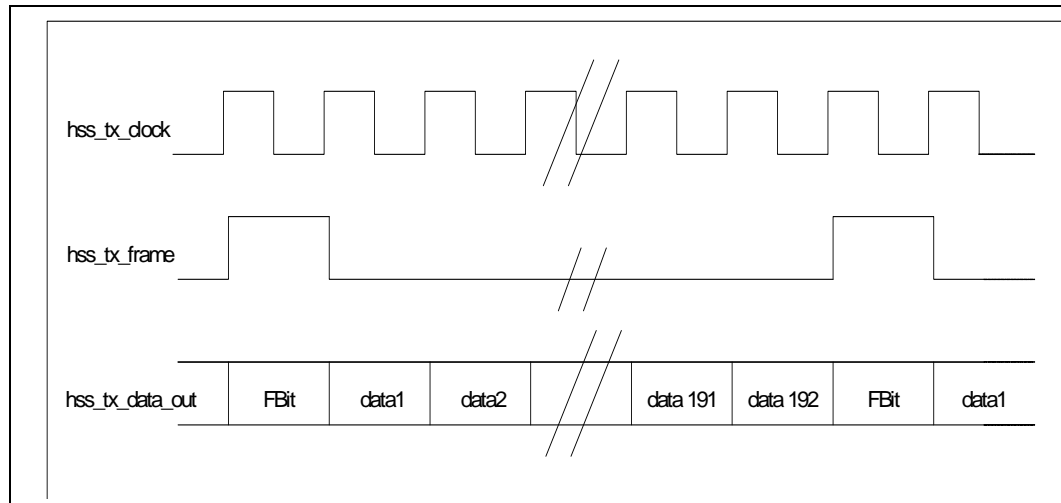 hss_tx_clock
hss_tx_frame
hss_tx_data_out FBit data1 data2 data 191 data 192 FBit data1